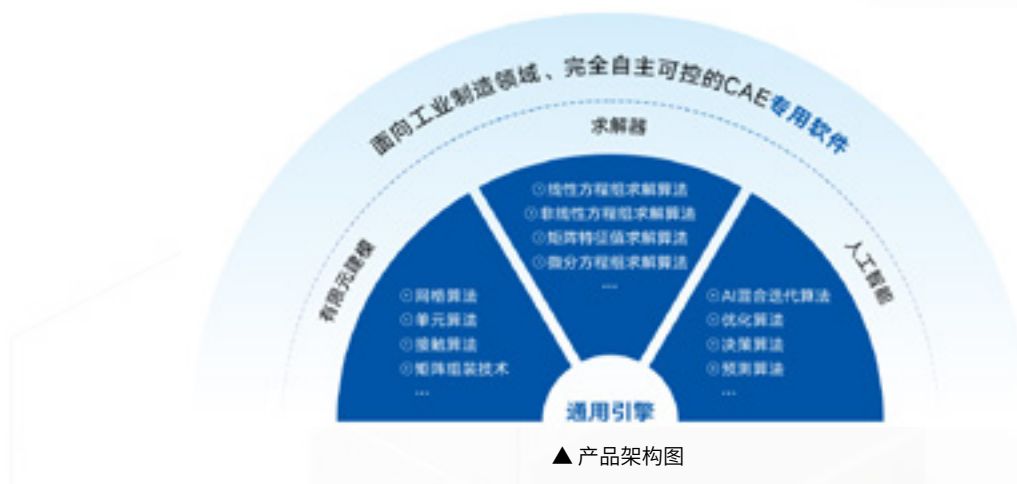 面向工业制造领域、完全自主可控的CAE专用软件
求解器
线性方程组求解算法
非线性方程组求解算法
矩阵特征值求解算法
微分方程组求解算法
...
有限元建模
网格算法
单元算法
接触算法
矩阵组装技术
...
人工智能
AI混合迭代算法
优化算法
决策算法
预测算法
...
通用引擎
▲ 产品架构图